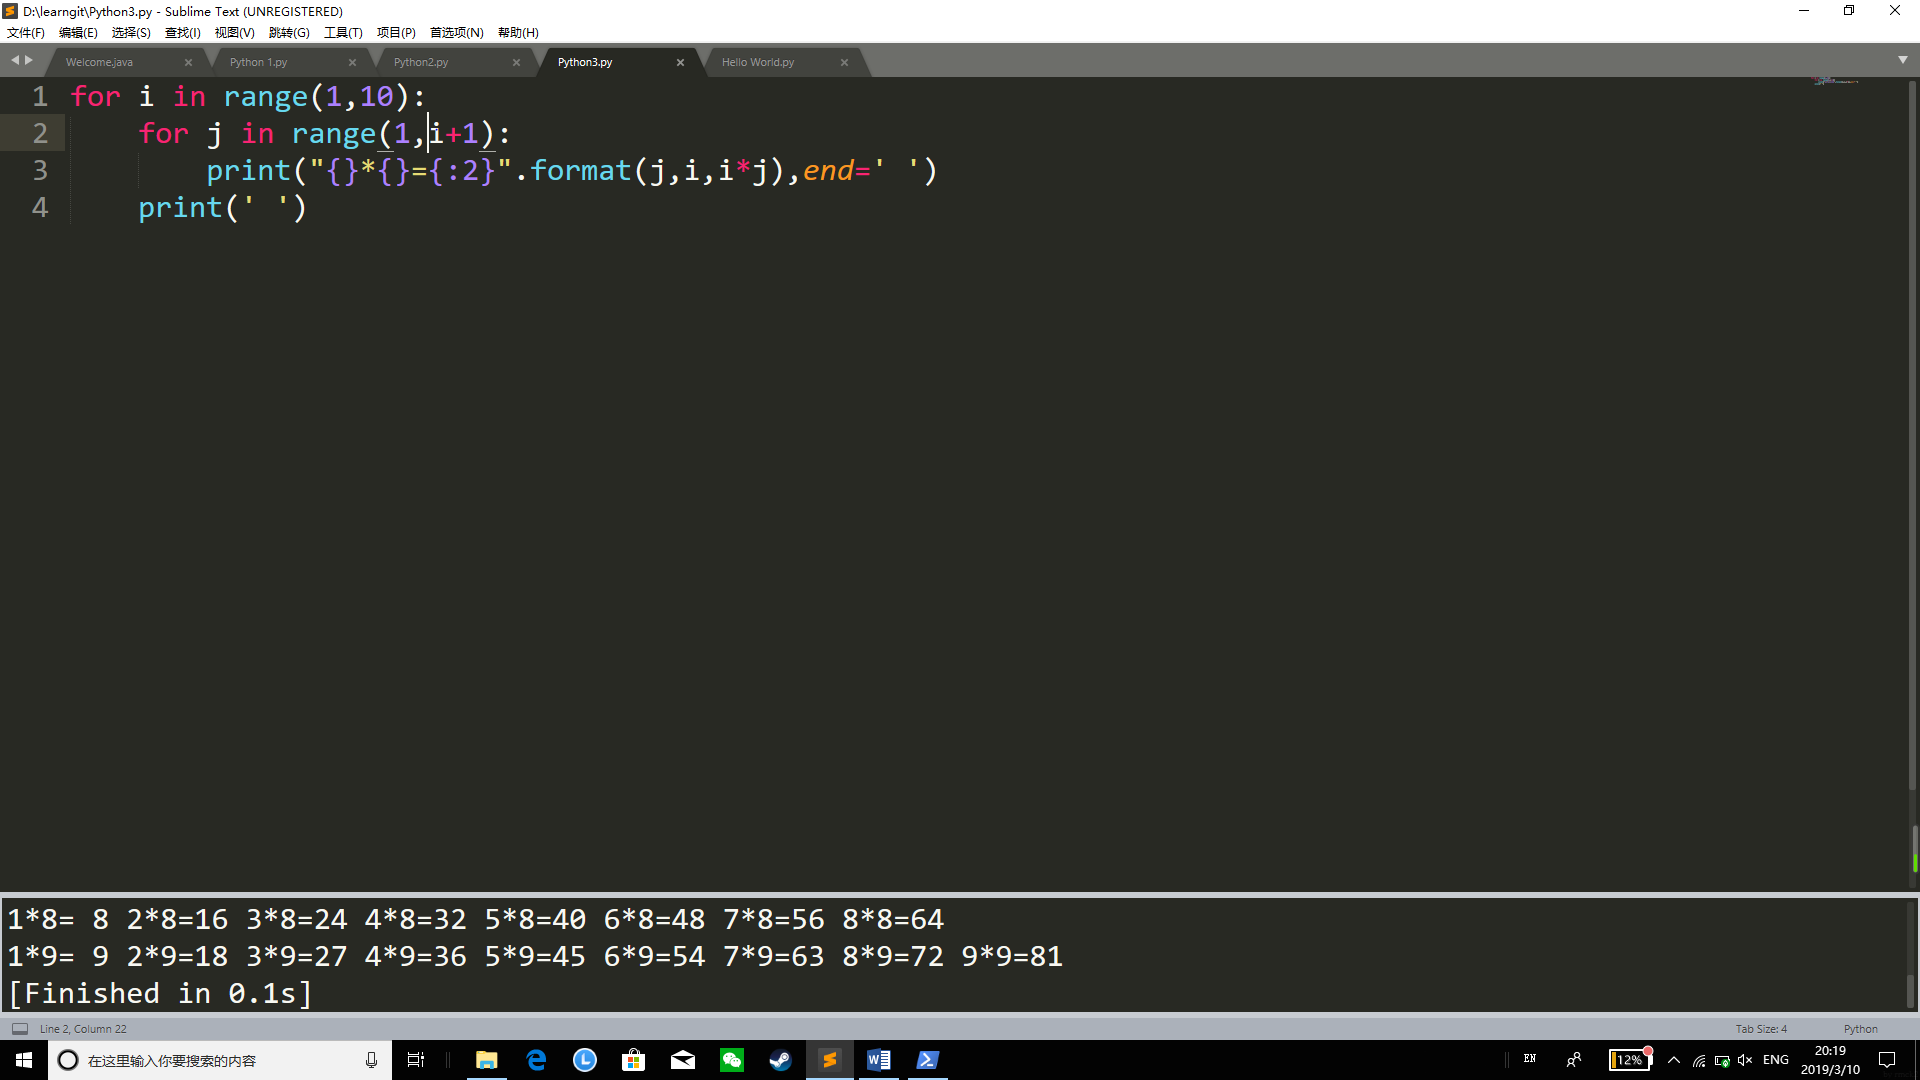 D:\learngit\Python3.py - Sublime Text (UNREGISTERED)
文件(F) 编辑(E) 选择(S) 查找(I) 视图(V) 跳转(G) 工具(T) 项目(P) 首选项(N) 帮助(H)
Welcome.java Python 1.py Python2.py Python3.py Hello World.py
1 for i in range(1,10):
2     for j in range(1,i+1):
3         print("{}*{}={:2}".format(j,i,i*j),end=' ')
4     print(' ')
1*8= 8 2*8=16 3*8=24 4*8=32 5*8=40 6*8=48 7*8=56 8*8=64
1*9= 9 2*9=18 3*9=27 4*9=36 5*9=45 6*9=54 7*9=63 8*9=72 9*9=81
[Finished in 0.1s]
Line 2, Column 22 Tab Size: 4 Python
在这里输入你要搜索的内容 EN 12% ENG 20:19
2019/3/10